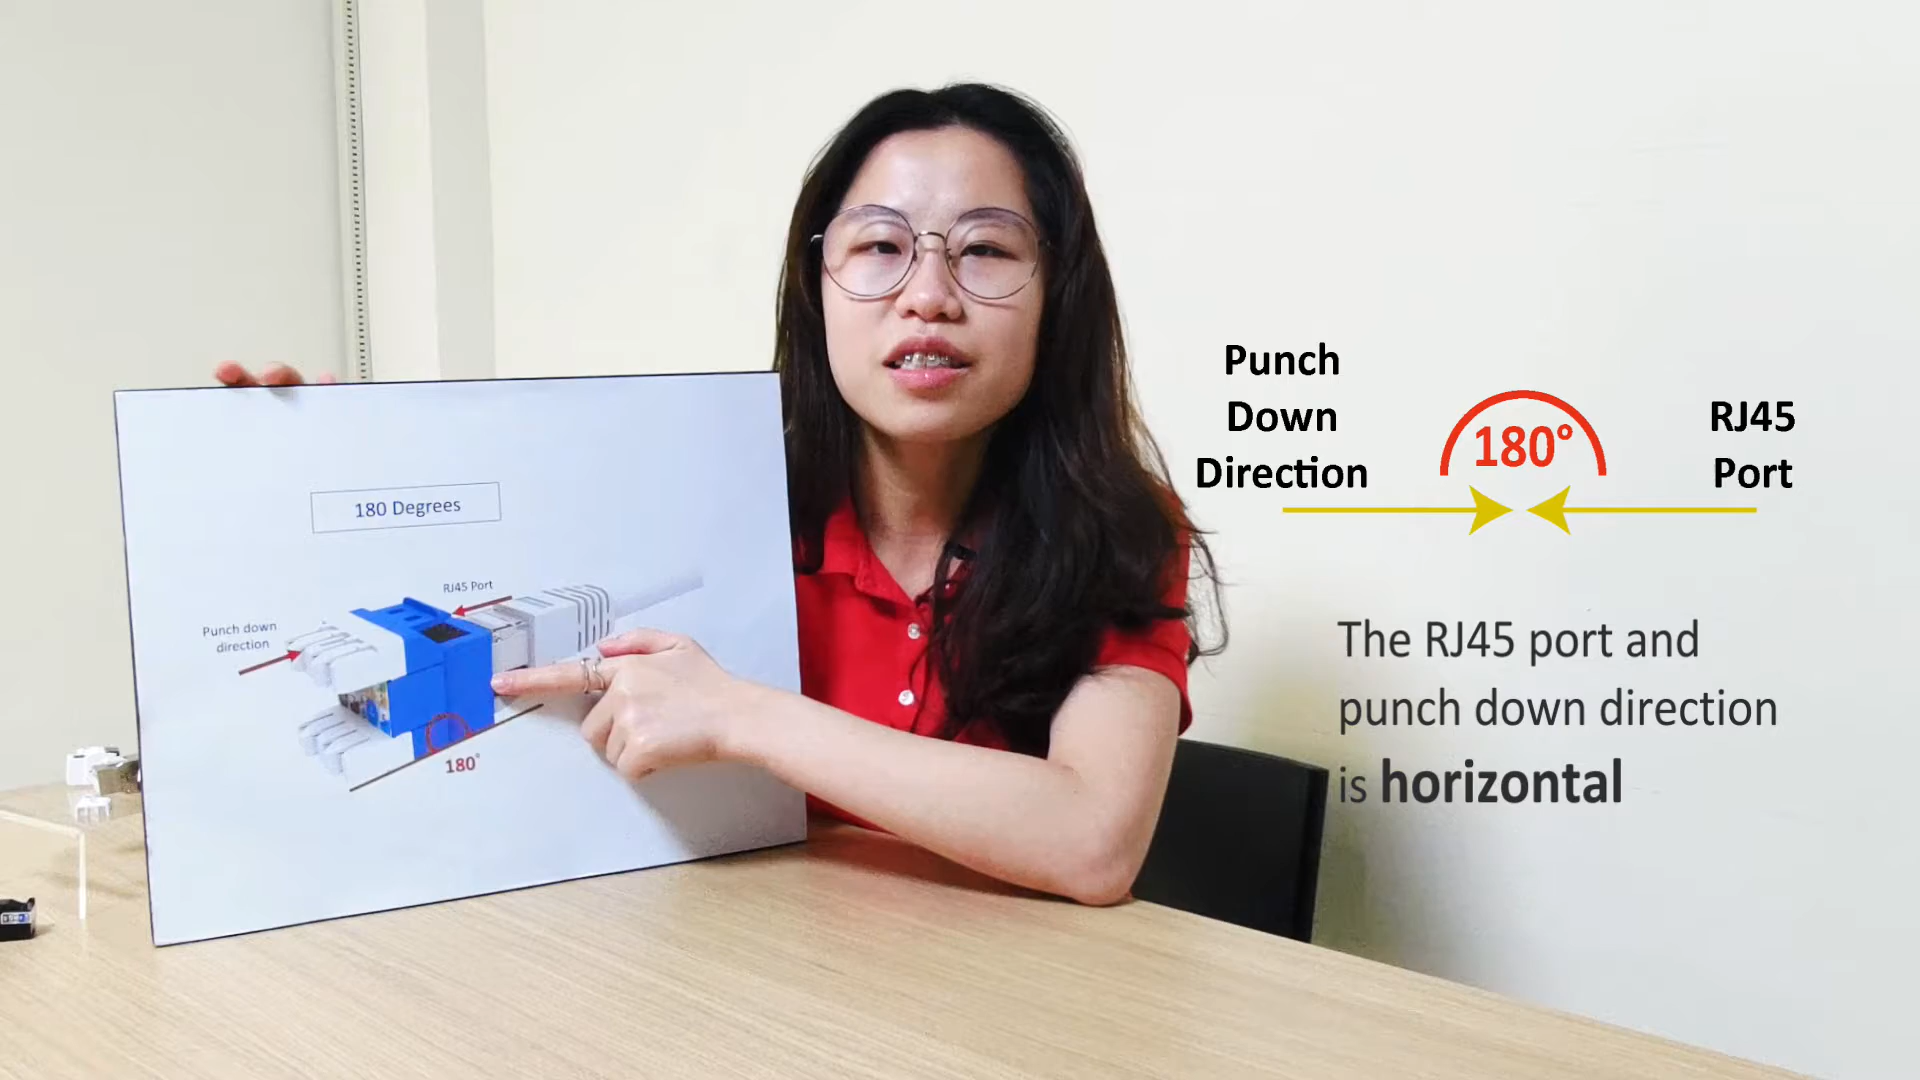 180 Degrees
RJ45 Port
Punch down
direction
180°
Punch
Down
Direction
180°
RJ45
Port
The RJ45 port and
punch down direction
is horizontal